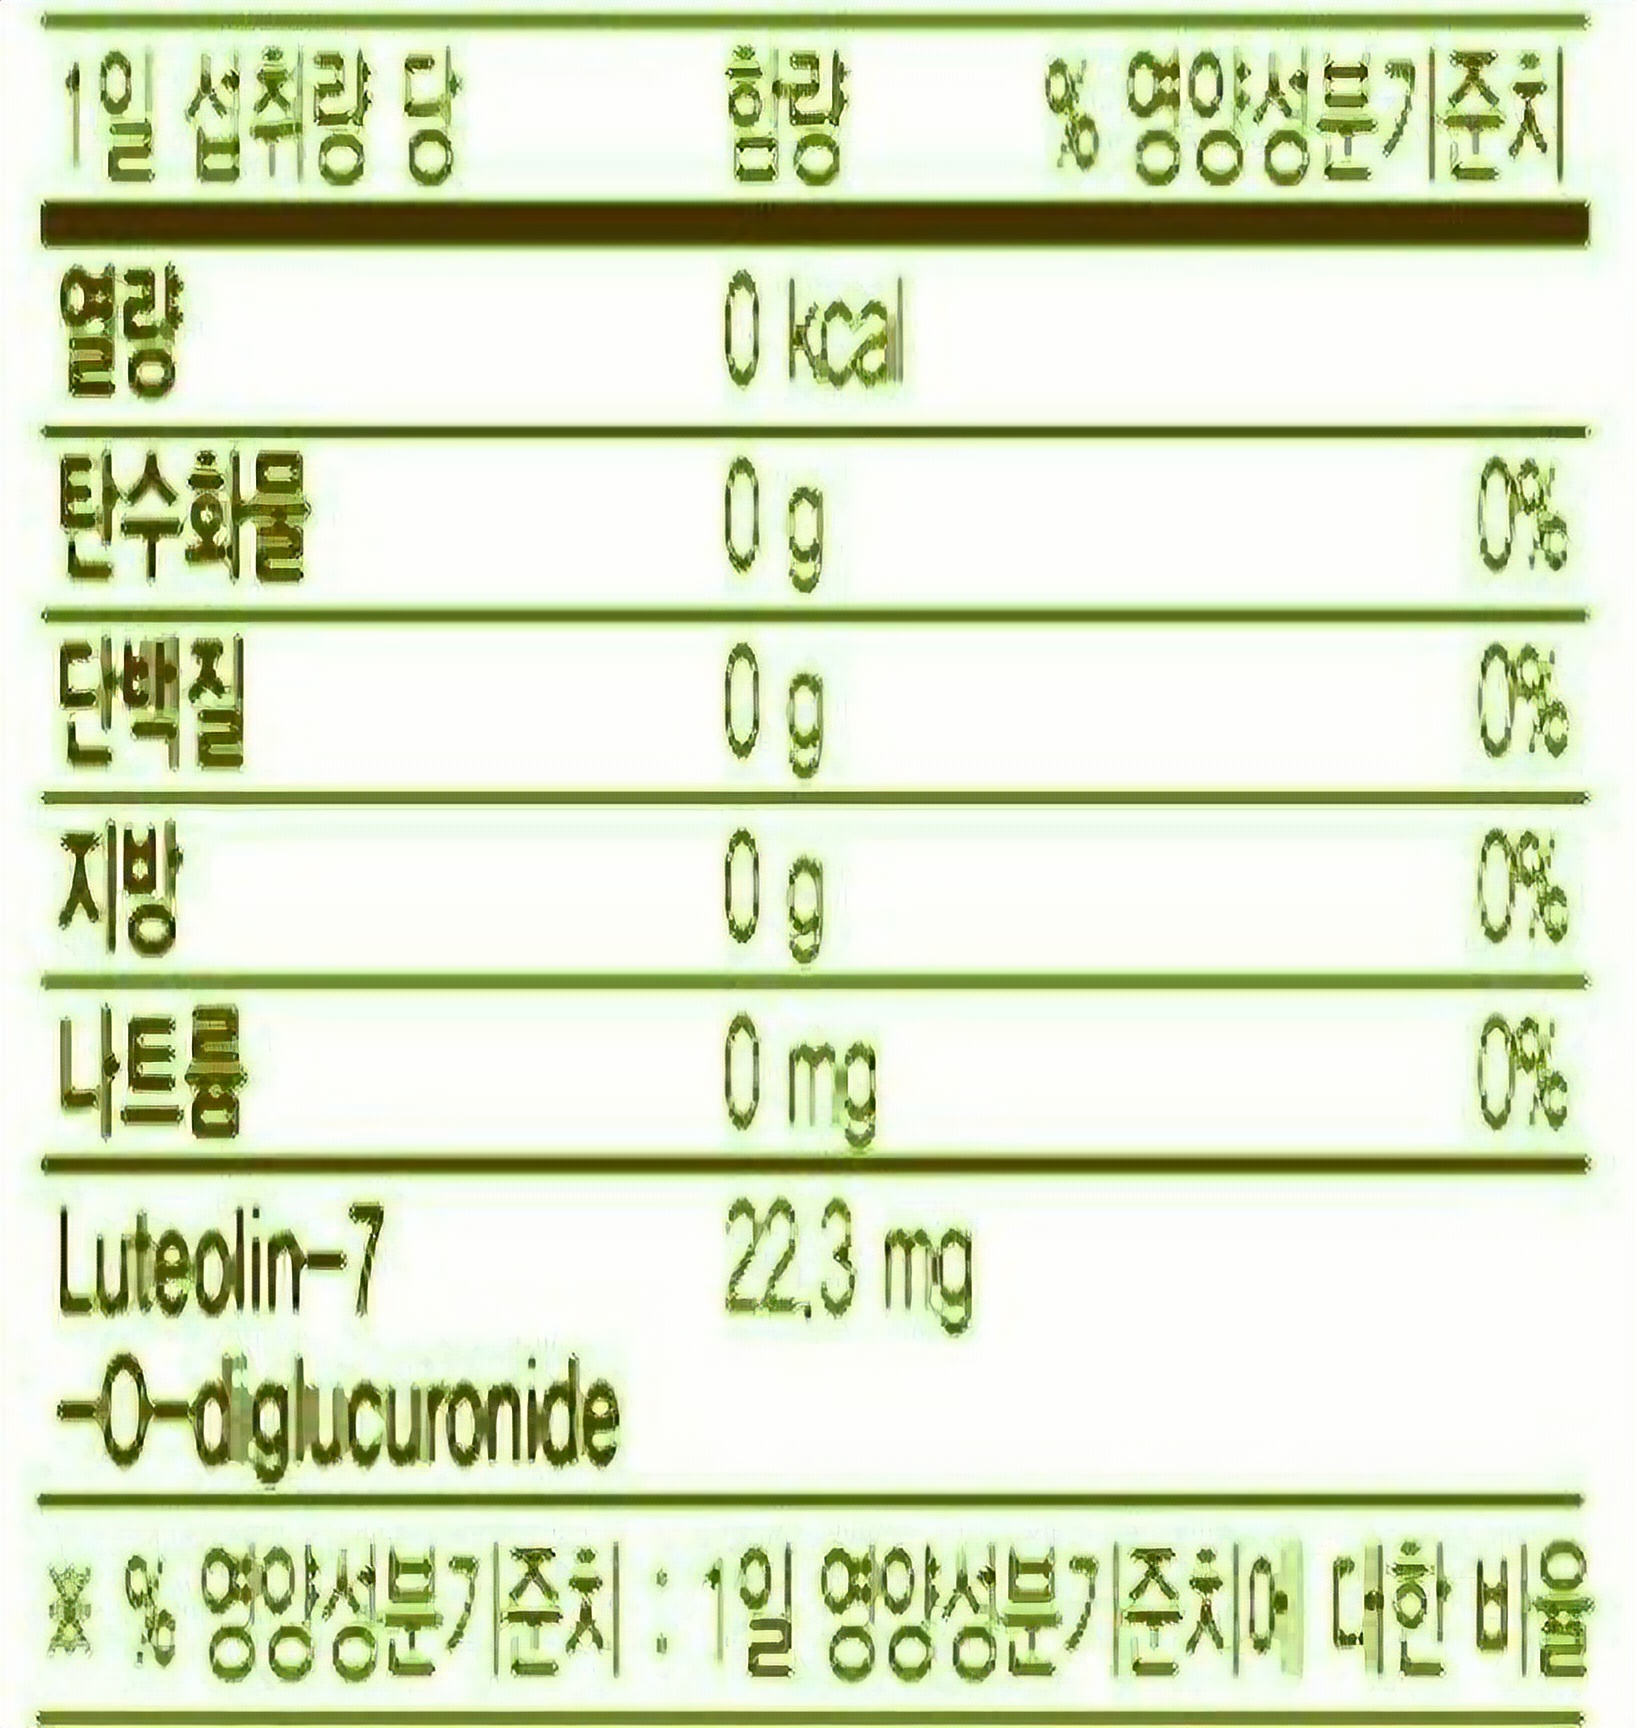 1일 섭취량 당 함량 % 영양성분기준치
열량 0 kcal
탄수화물 0 g 0%
단백질 0 g 0%
지방 0 g 0%
나트륨 0 mg 0%
Luteolin-7 22.3 mg
-O-diglucuronide
※ % 영양성분기준치 : 1일 영양성분기준치에 대한 비율